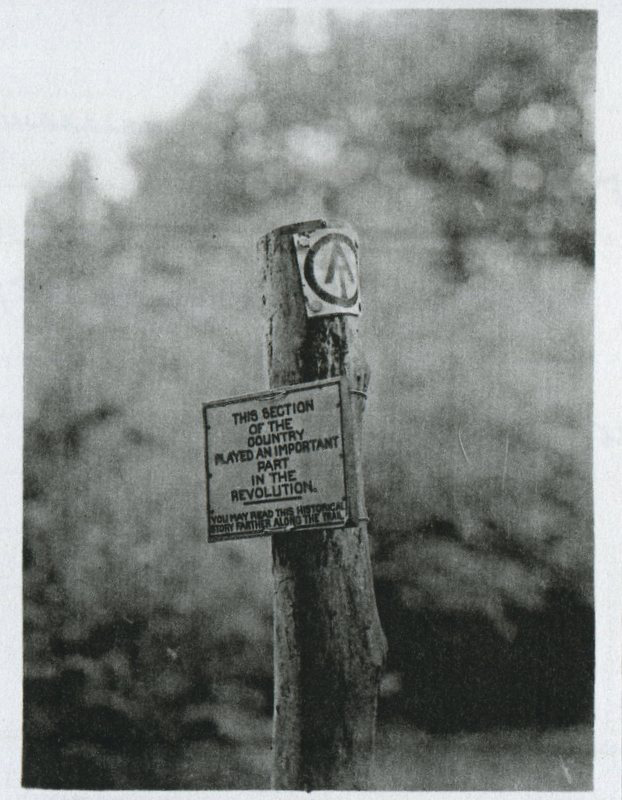 THIS SECTION
OF THE
COUNTRY
PLAYED AN IMPORTANT
PART
IN THE
REVOLUTION.
YOU MAY READ THIS HISTORICAL
STORY FARTHER ALONG THE TRAIL